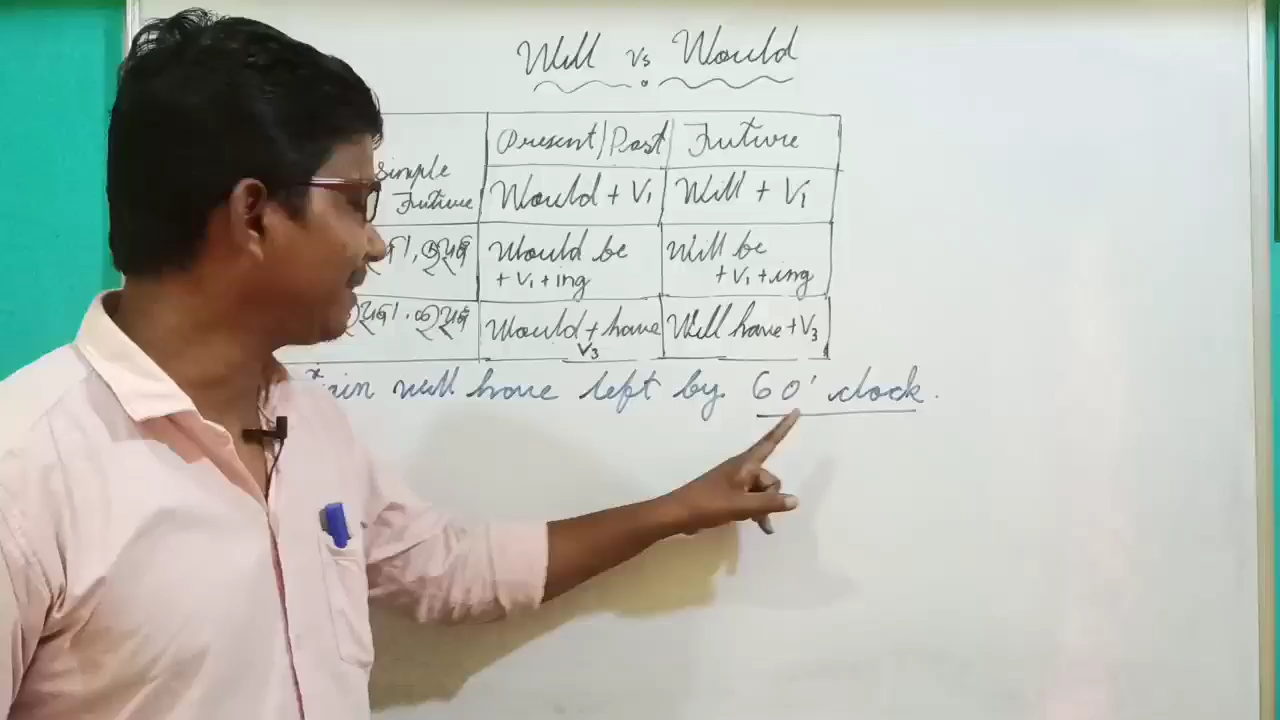 Will vs Would
Present/Past Future
Simple
Future Would + V₁ Will + V₁
Would be
+ V₁ + ing
Will be
+ V₁ + ing
Would + have
V₃
Will have + V₃
will have left by 6 o' clock.